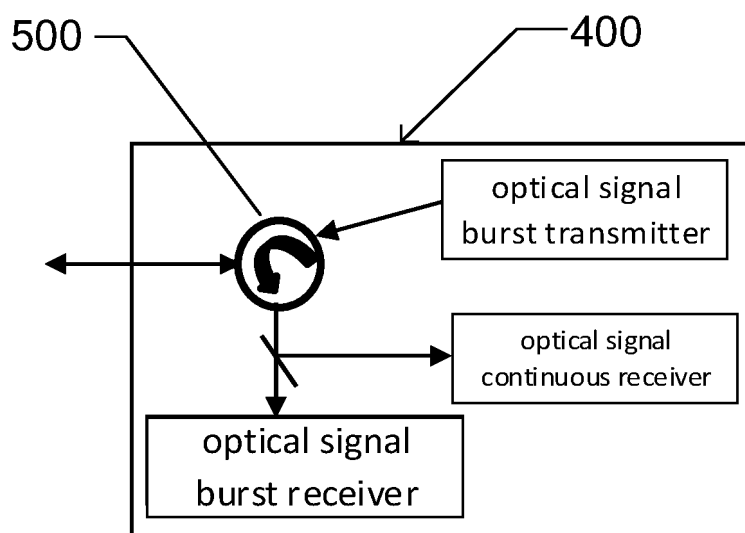 500
400
optical signal
burst transmitter
optical signal
continuous receiver
optical signal
burst receiver